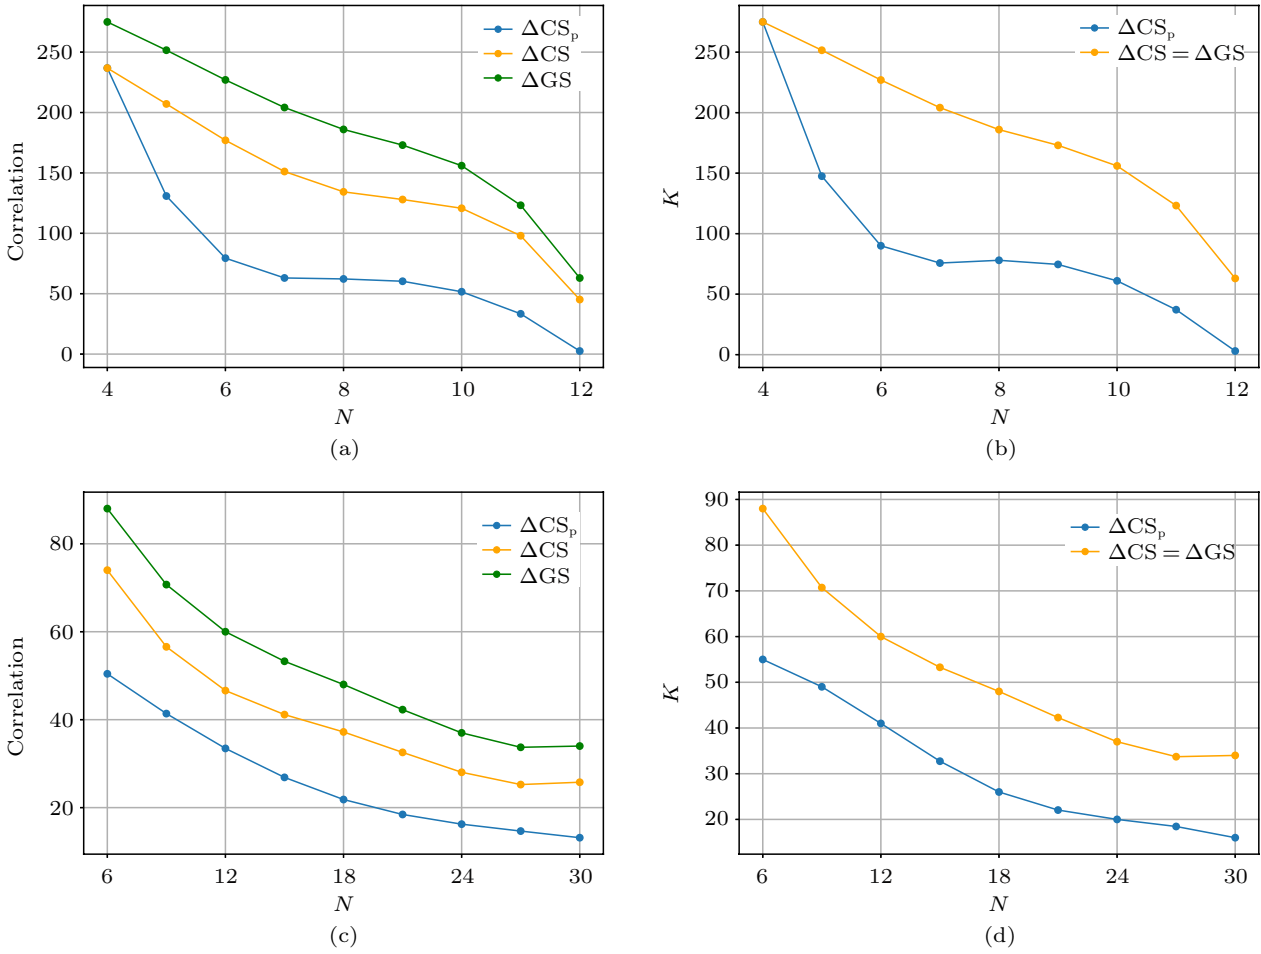 ΔCSₚ
ΔCS
ΔGS
Correlation
250
200
150
100
50
0
4 6 8 10 12
N
(a)
ΔCSₚ
ΔCS = ΔGS
K
250
200
150
100
50
0
4 6 8 10 12
N
(b)
ΔCSₚ
ΔCS
ΔGS
Correlation
80
60
40
20
6 12 18 24 30
N
(c)
ΔCSₚ
ΔCS = ΔGS
K
90
80
70
60
50
40
30
20
6 12 18 24 30
N
(d)